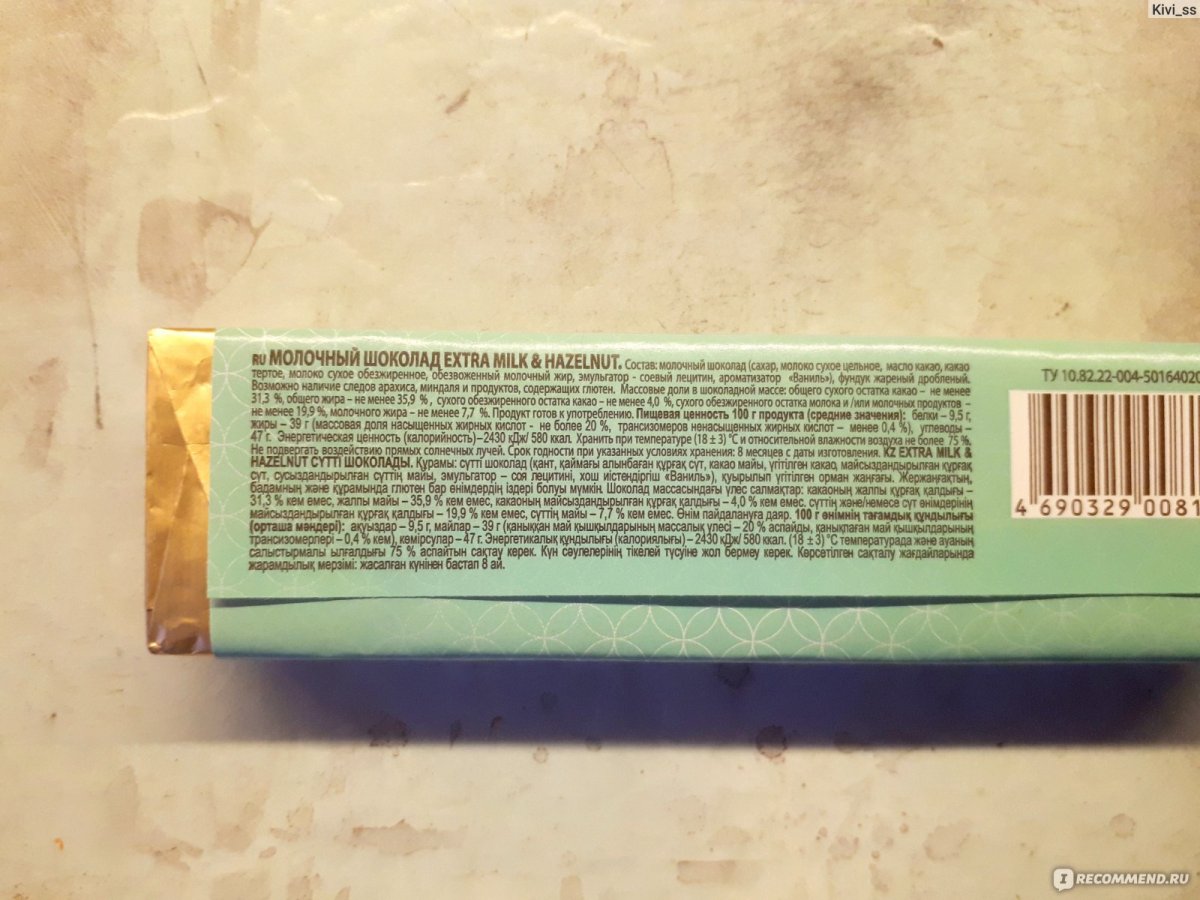 Kivi_ss
RU МОЛОЧНЫЙ ШОКОЛАД EXTRA MILK & HAZELNUT. Состав: молочный шоколад (сахар, молоко сухое цельное, масло какао, какао
тертое, молоко сухое обезжиренное, обезвоженный молочный жир, эмульгатор - соевый лецитин, ароматизатор «Ваниль»), фундук жареный дробленый.
Возможно наличие следов арахиса, миндаля и продуктов, содержащих глютен. Массовые доли в шоколадной массе: общего сухого остатка какао – не менее
31,3 %, общего жира – не менее 35,9 % , сухого обезжиренного остатка какао – не менее 4,0 %, сухого обезжиренного остатка молока и /или молочных продуктов –
не менее 19,9 %, молочного жира – не менее 7,7 %. Продукт готов к употреблению. Пищевая ценность 100 г продукта (средние значения): белки – 9,5 г,
жиры – 39 г (массовая доля насыщенных жирных кислот - не более 20 %, трансизомеров ненасыщенных жирных кислот – менее 0,4 %), углеводы –
47 г. Энергетическая ценность (калорийность)–2430 кДж/ 580 ккал. Хранить при температуре (18 ± 3) °С и относительной влажности воздуха не более 75 %.
Не подвергать воздействию прямых солнечных лучей. Срок годности при указанных условиях хранения: 8 месяцев с даты изготовления. KZ EXTRA MILK &
HAZELNUT СҮТТІ ШОКОЛАДЫ. Құрамы: сүтті шоколад (қант, қаймағы алынбаған құрғақ сүт, какао майы, үгітілген какао, майсыздандырылған құрғақ
сүт, сусыздандырылған сүттің майы, эмульгатор – соя лецитині, хош иістендіргіш «Ваниль»), қуырылып үгітілген орман жаңғағы. Жержаңғақтың,
бадамның және құрамында глютен бар өнімдердің іздері болуы мүмкін. Шоколад массасындағы үлес салмақтар: какаоның жалпы құрғақ қалдығы –
31,3 % кем емес, жалпы майы – 35,9 % кем емес, какаоның майсыздандырылған құрғақ қалдығы – 4,0 % кем емес. сүттің және/немесе сүт өнімдерінің
майсыздандырылған құрғақ қалдығы – 19,9 % кем емес, сүттің майы – 7,7 % кем емес. Өнім пайдалануға даяр. 100 г өнімнің тағамдық құндылығы
(орташа мәндері): ақуыздар – 9,5 г, майлар – 39 г (қаныққан май қышқылдарының массалық үлесі – 20 % аспайды, қанықпаған май қышқылдарының
трансизомерлері – 0,4 % кем), көмірсулар – 47 г. Энергетикалық құндылығы (калориялығы) – 2430 кДж/ 580 ккал. (18 ± 3) °С температурада және ауаның
салыстырмалы ылғалдығы 75 % аспайтын сақтау керек. Күн сәулелерінің тікелей түсуіне жол бермеу керек. Көрсетілген сақталу жағдайларында
жарамдылық мерзімі: жасалған күнінен бастап 8 ай.
ТУ 10.82.22-004-50164020
4 690329 0081
IRECOMMEND.RU